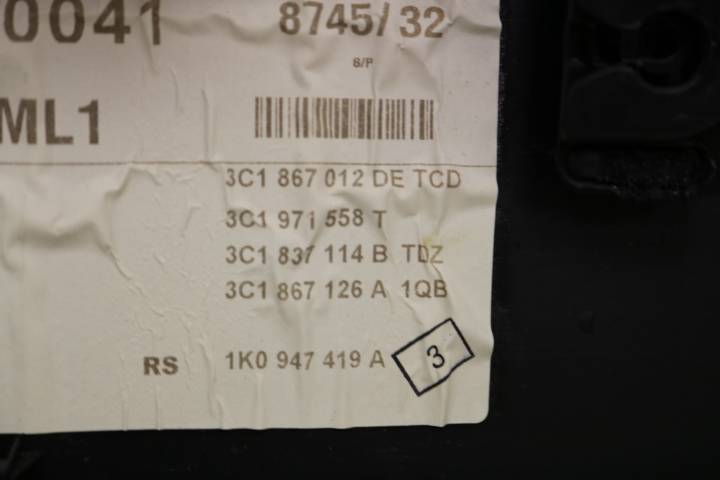 0041 8745/32
S/P
ML1
3C1 867 012 DE TCD
3C1 971 558 T
3C1 837 114 B TDZ
3C1 867 126 A 1QB
RS 1K0 947 419 A 3